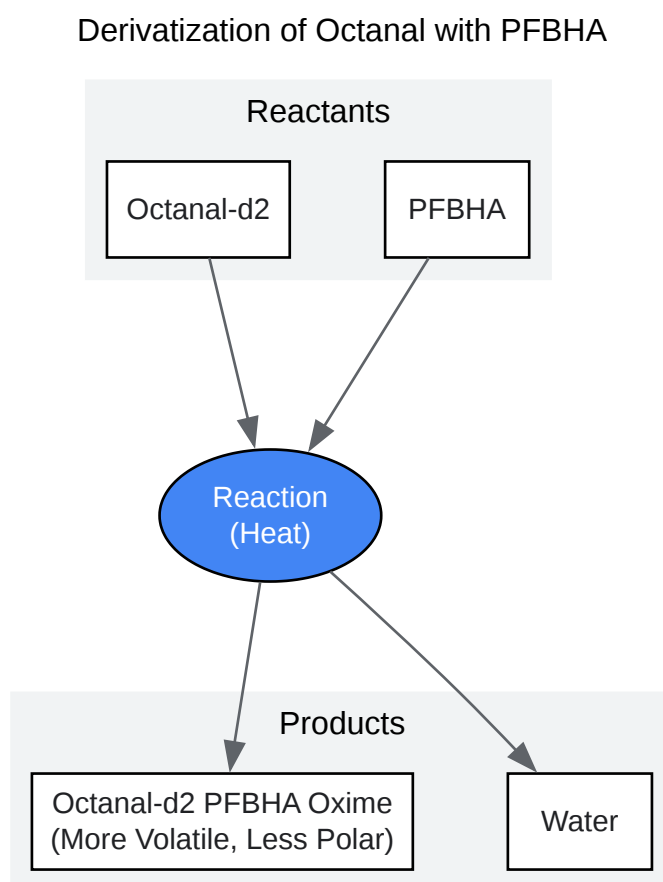 Derivatization of Octanal with PFBHA
Reactants
Octanal-d2
PFBHA
Reaction
(Heat)
Products
Octanal-d2 PFBHA Oxime
(More Volatile, Less Polar)
Water